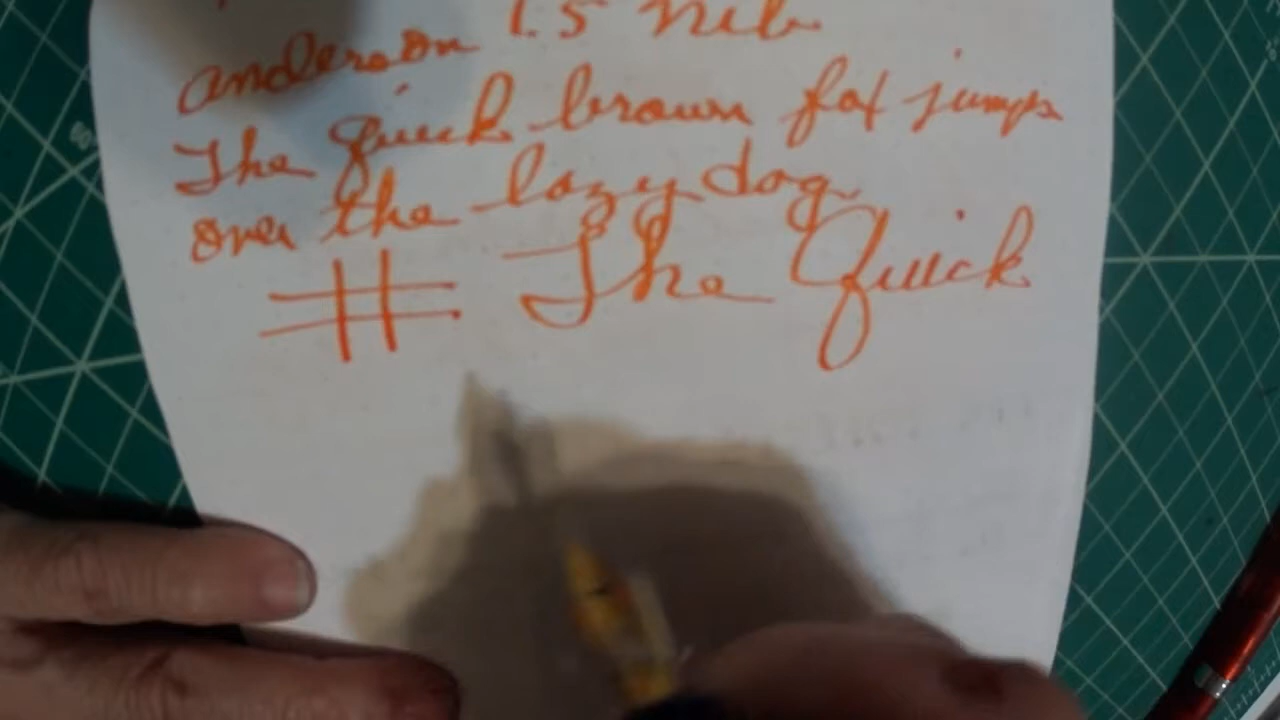 anderson 1.5 nib
The quick brown fox jumps
over the lazy dog
# The Quick